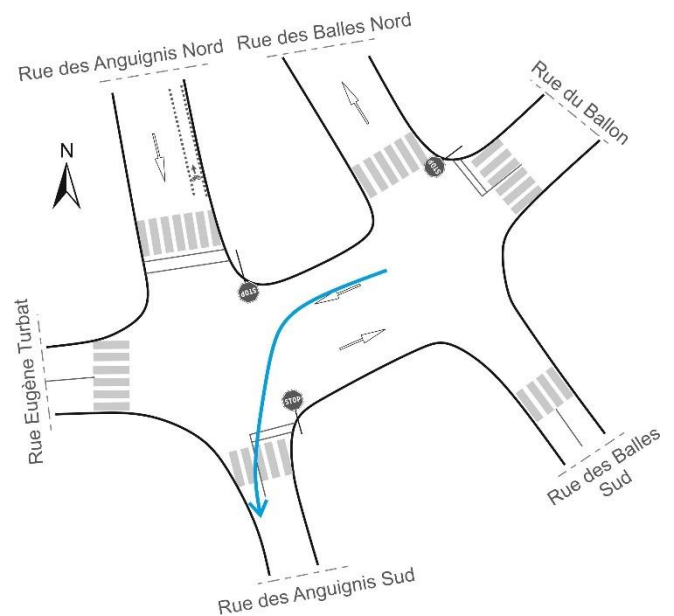 Rue des Anguignis Nord
Rue des Balles Nord
Rue du Ballon
N
STOP
STOP
Rue Eugène Turbat
STOP
Rue des Balles
Sud
Rue des Anguignis Sud